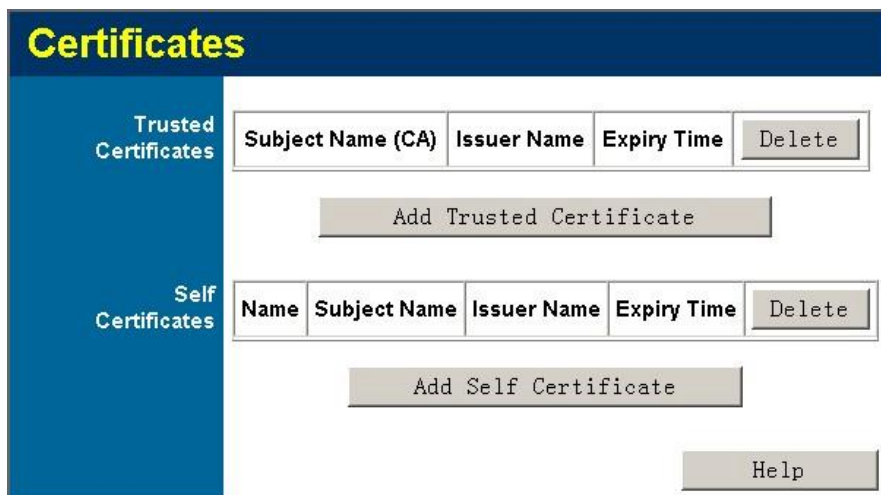 Certificates
Trusted
Certificates
Subject Name (CA) Issuer Name Expiry Time Delete
Add Trusted Certificate
Self
Certificates
Name Subject Name Issuer Name Expiry Time Delete
Add Self Certificate
Help